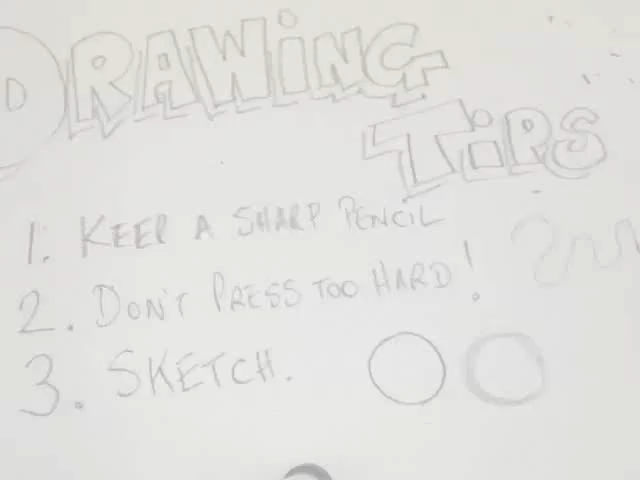 DRAWiNG
TiPS
1. KEEP A SHARP PENCIL
2. DON'T PRESS TOO HARD!
3. SKETCH.